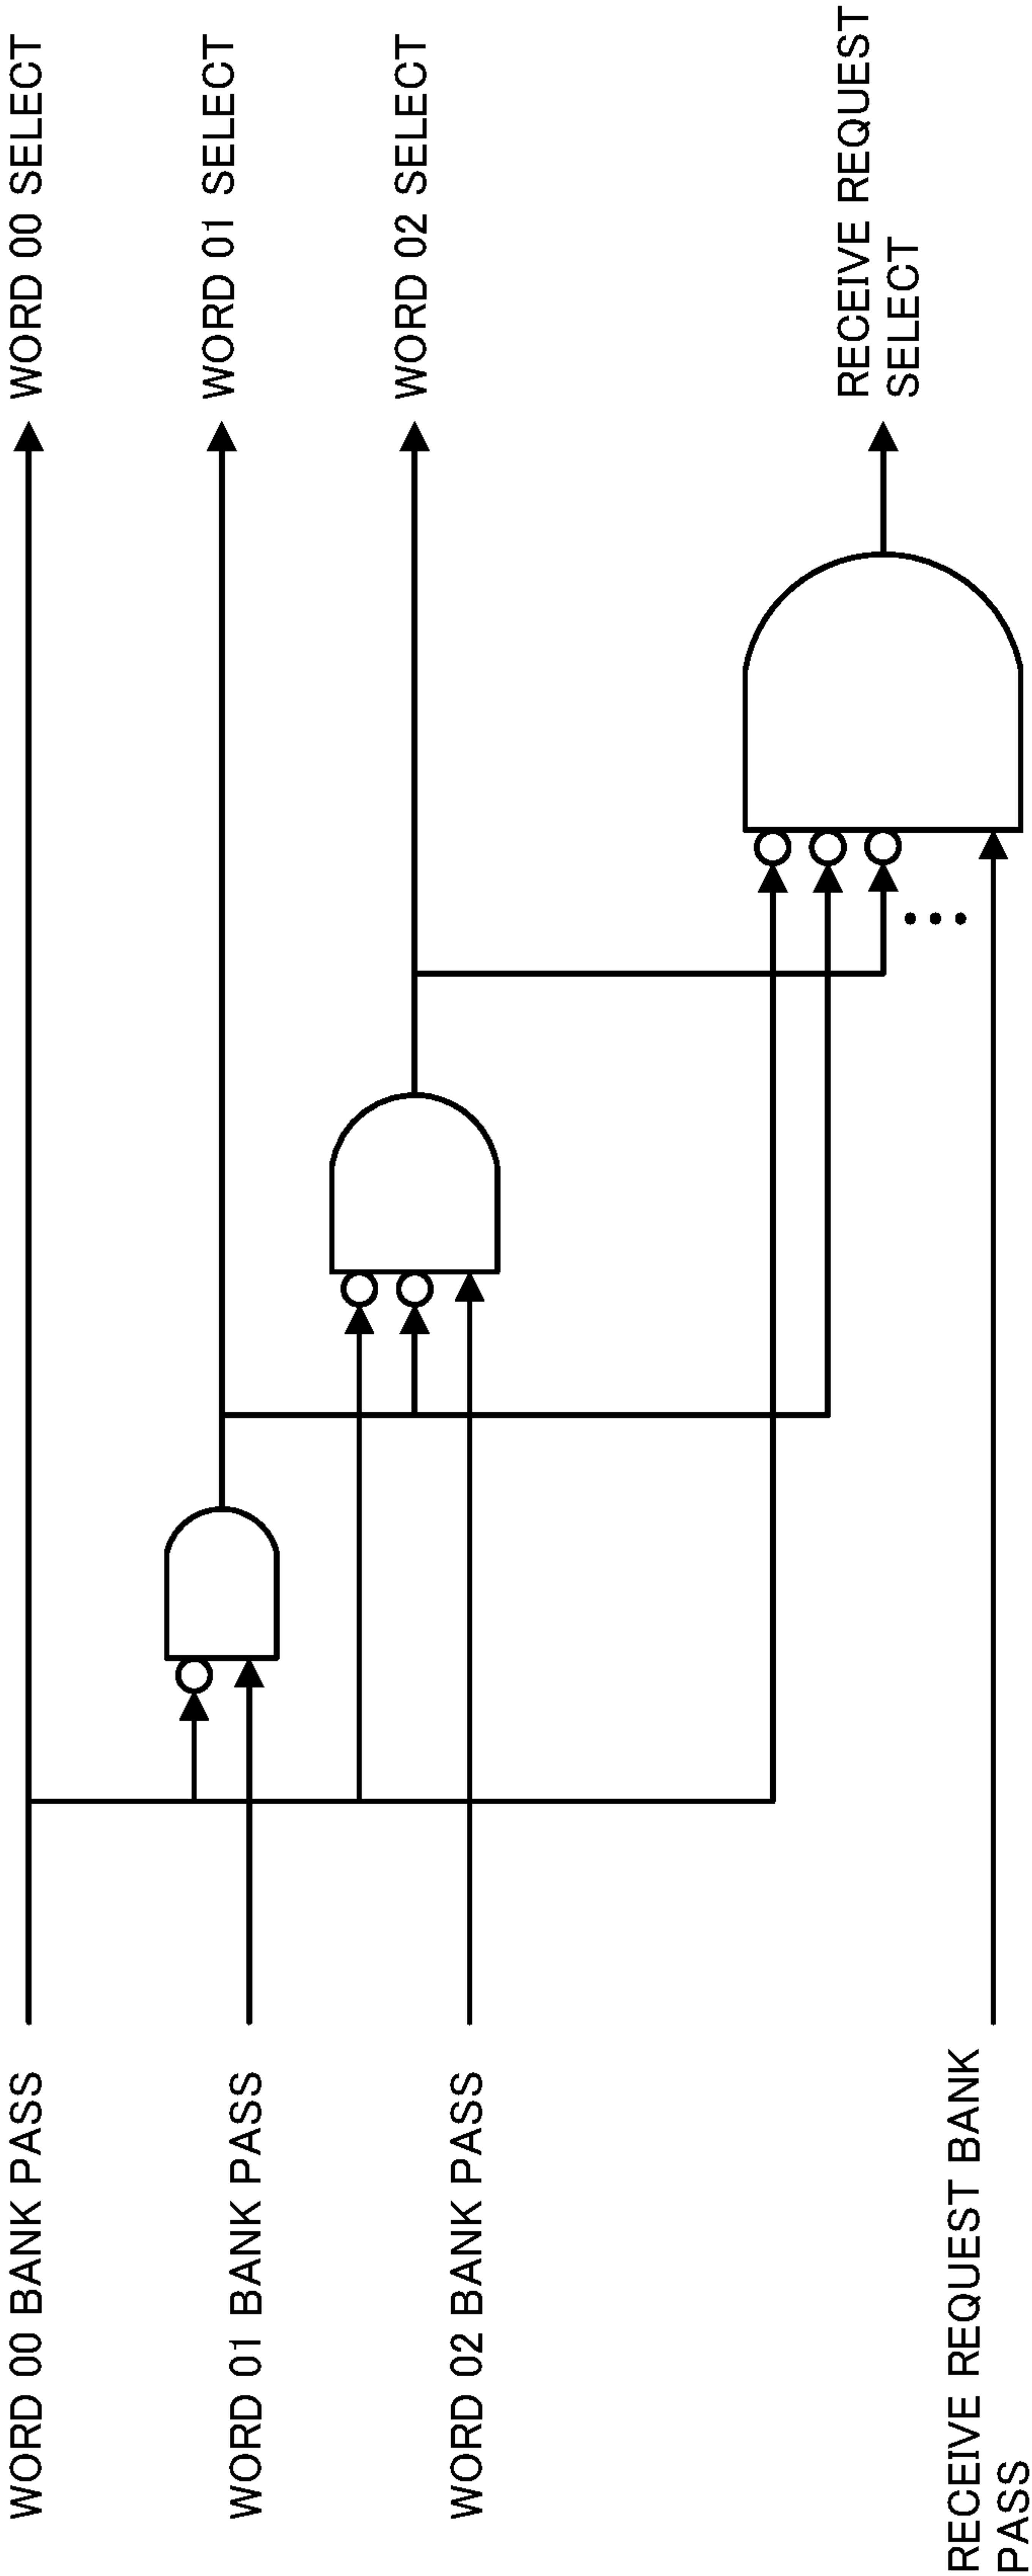 WORD 00 BANK PASS
WORD 00 SELECT
WORD 01 BANK PASS
WORD 01 SELECT
WORD 02 BANK PASS
WORD 02 SELECT
RECEIVE REQUEST
SELECT
RECEIVE REQUEST BANK
PASS